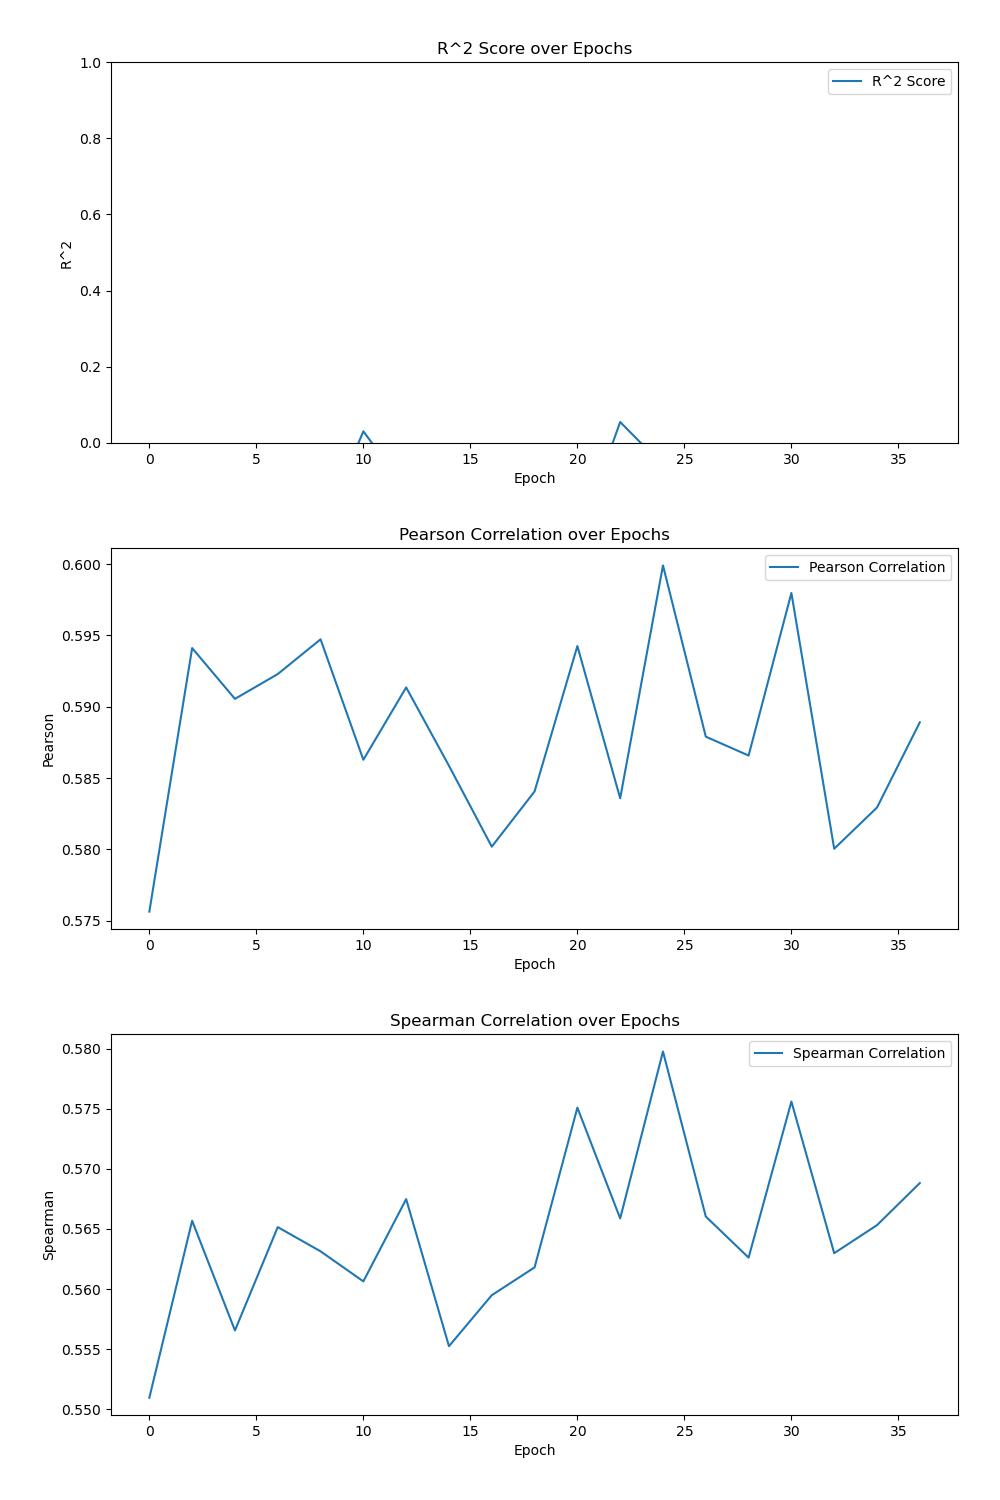 R^2 Score over Epochs
1.0
0.8
0.6
0.4
0.2
0.0
R^2
R^2 Score
0 5 10 15 20 25 30 35
Epoch
Pearson Correlation over Epochs
0.600
0.595
0.590
0.585
0.580
0.575
Pearson
Pearson Correlation
0 5 10 15 20 25 30 35
Epoch
Spearman Correlation over Epochs
0.580
0.575
0.570
0.565
0.560
0.555
0.550
Spearman
Spearman Correlation
0 5 10 15 20 25 30 35
Epoch